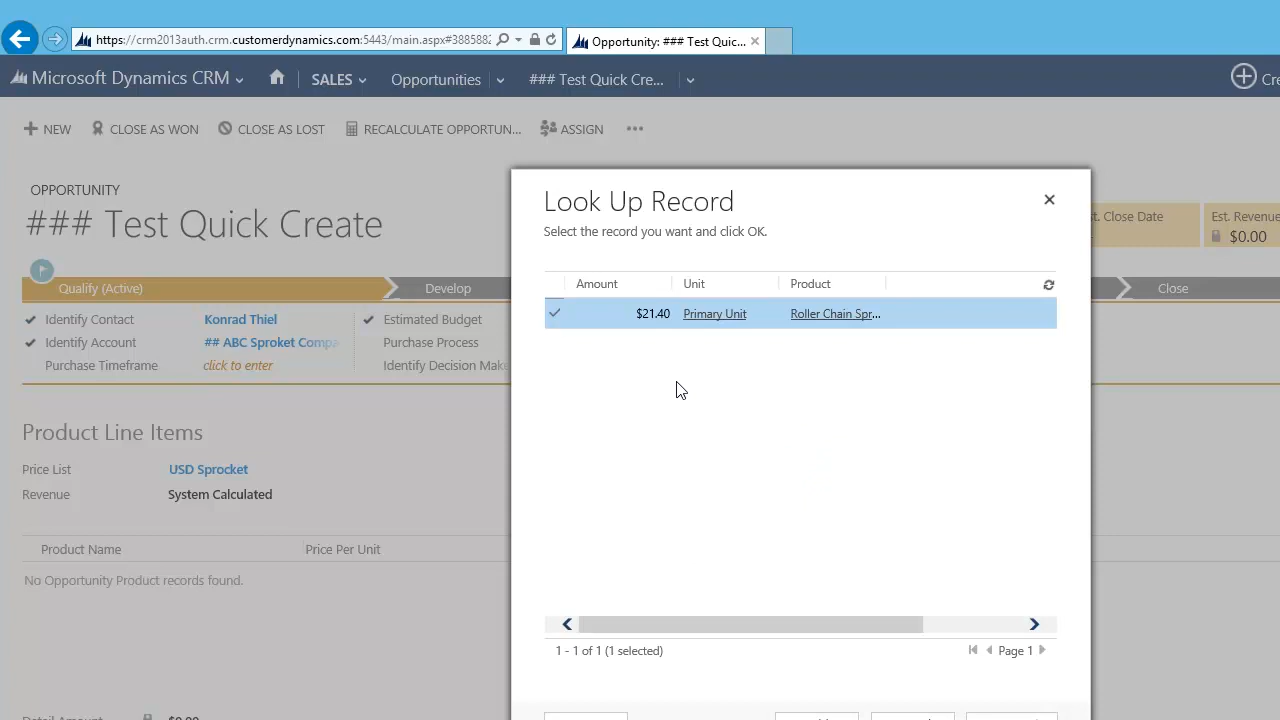 https://crm2013auth.crm.customerdynamics.com:5443/main.aspx#3885882
Opportunity: ### Test Quic...
Microsoft Dynamics CRM
SALES
Opportunities
### Test Quick Cre...
NEW
CLOSE AS WON
CLOSE AS LOST
RECALCULATE OPPORTUN...
ASSIGN
OPPORTUNITY
### Test Quick Create
Close Date
Est. Revenue
$0.00
Qualify (Active)
Develop
Close
Identify Contact Konrad Thiel
Identify Account ## ABC Sproket Compa
Purchase Timeframe click to enter
Estimated Budget
Purchase Process
Identify Decision Mak
Product Line Items
Price List USD Sprocket
Revenue System Calculated
Product Name Price Per Unit
No Opportunity Product records found.
Look Up Record
Select the record you want and click OK.
Amount Unit Product
$21.40 Primary Unit Roller Chain Spr...
1 - 1 of 1 (1 selected)
Page 1